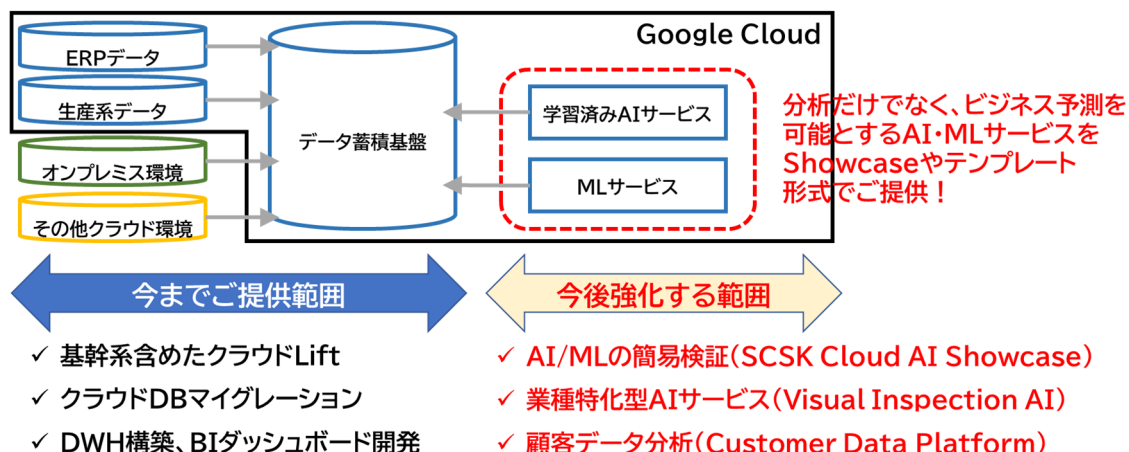 Google Cloud
ERPデータ
生産系データ
オンプレミス環境
その他クラウド環境
データ蓄積基盤
学習済みAIサービス
MLサービス
分析だけでなく、ビジネス予測を
可能とするAI・MLサービスを
Showcaseやテンプレート
形式でご提供！
今までご提供範囲
✓ 基幹系含めたクラウドLift
✓ クラウドDBマイグレーション
✓ DWH構築、BIダッシュボード開発
今後強化する範囲
✓ AI/MLの簡易検証（SCSK Cloud AI Showcase）
✓ 業種特化型AIサービス（Visual Inspection AI）
✓ 顧客データ分析（Customer Data Platform）